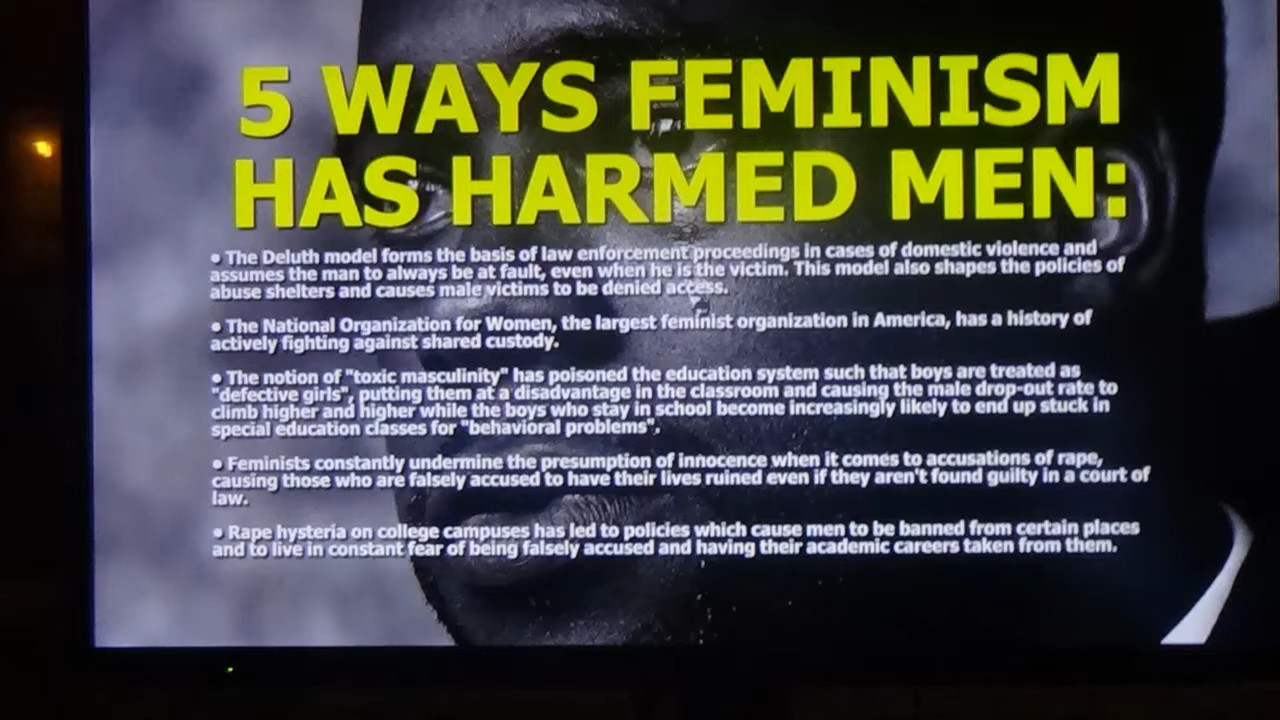 5 WAYS FEMINISM
HAS HARMED MEN:
• The Deluth model forms the basis of law enforcement proceedings in cases of domestic violence and
assumes the man to always be at fault, even when he is the victim. This model also shapes the policies of
abuse shelters and causes male victims to be denied access.
• The National Organization for Women, the largest feminist organization in America, has a history of
actively fighting against shared custody.
• The notion of "toxic masculinity" has poisoned the education system such that boys are treated as
"defective girls", putting them at a disadvantage in the classroom and causing the male drop-out rate to
climb higher and higher while the boys who stay in school become increasingly likely to end up stuck in
special education classes for "behavioral problems".
• Feminists constantly undermine the presumption of innocence when it comes to accusations of rape,
causing those who are falsely accused to have their lives ruined even if they aren't found guilty in a court of
law.
• Rape hysteria on college campuses has led to policies which cause men to be banned from certain places
and to live in constant fear of being falsely accused and having their academic careers taken from them.